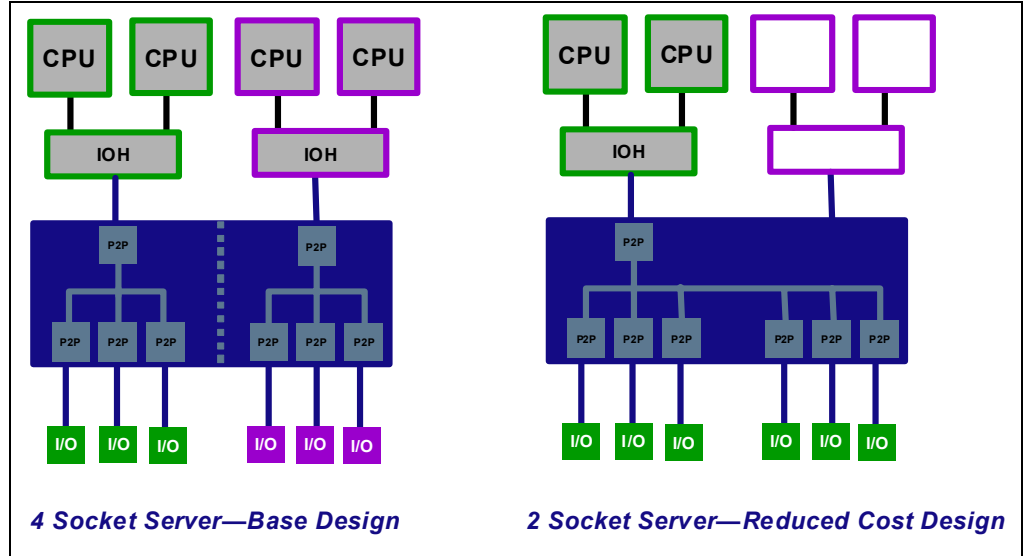 CPU CPU CPU CPU CPU CPU
IOH IOH IOH
P2P P2P P2P
P2P P2P P2P P2P P2P P2P P2P P2P P2P P2P P2P P2P
I/O I/O I/O I/O I/O I/O I/O I/O I/O I/O I/O I/O
4 Socket Server—Base Design 2 Socket Server—Reduced Cost Design